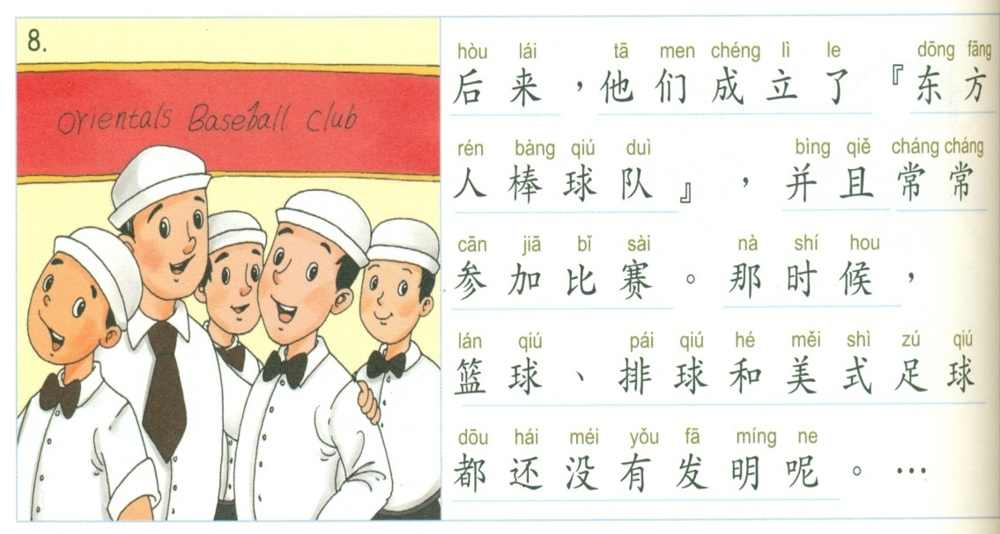 8.
Orientals Baseball Club
hòu lái tā men chéng lì le dōng fāng
后来，他们成立了『东方
rén bàng qiú duì bìng qiě cháng cháng
人棒球队』，并且常常
cān jiā bǐ sài nà shí hou
参加比赛。那时候，
lán qiú pái qiú hé měi shì zú qiú
篮球、排球和美式足球
dōu hái méi yǒu fā míng ne
都还没有发明呢。…